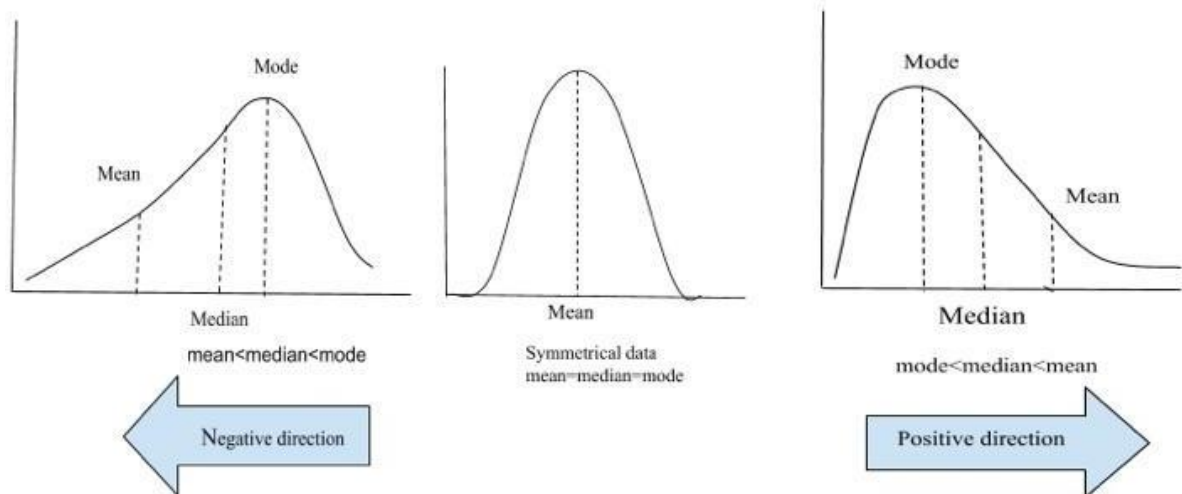 Mode
Mean
Median
mean<median<mode
Negative direction
Mean
Symmetrical data
mean=median=mode
Mode
Mean
Median
mode<median<mean
Positive direction